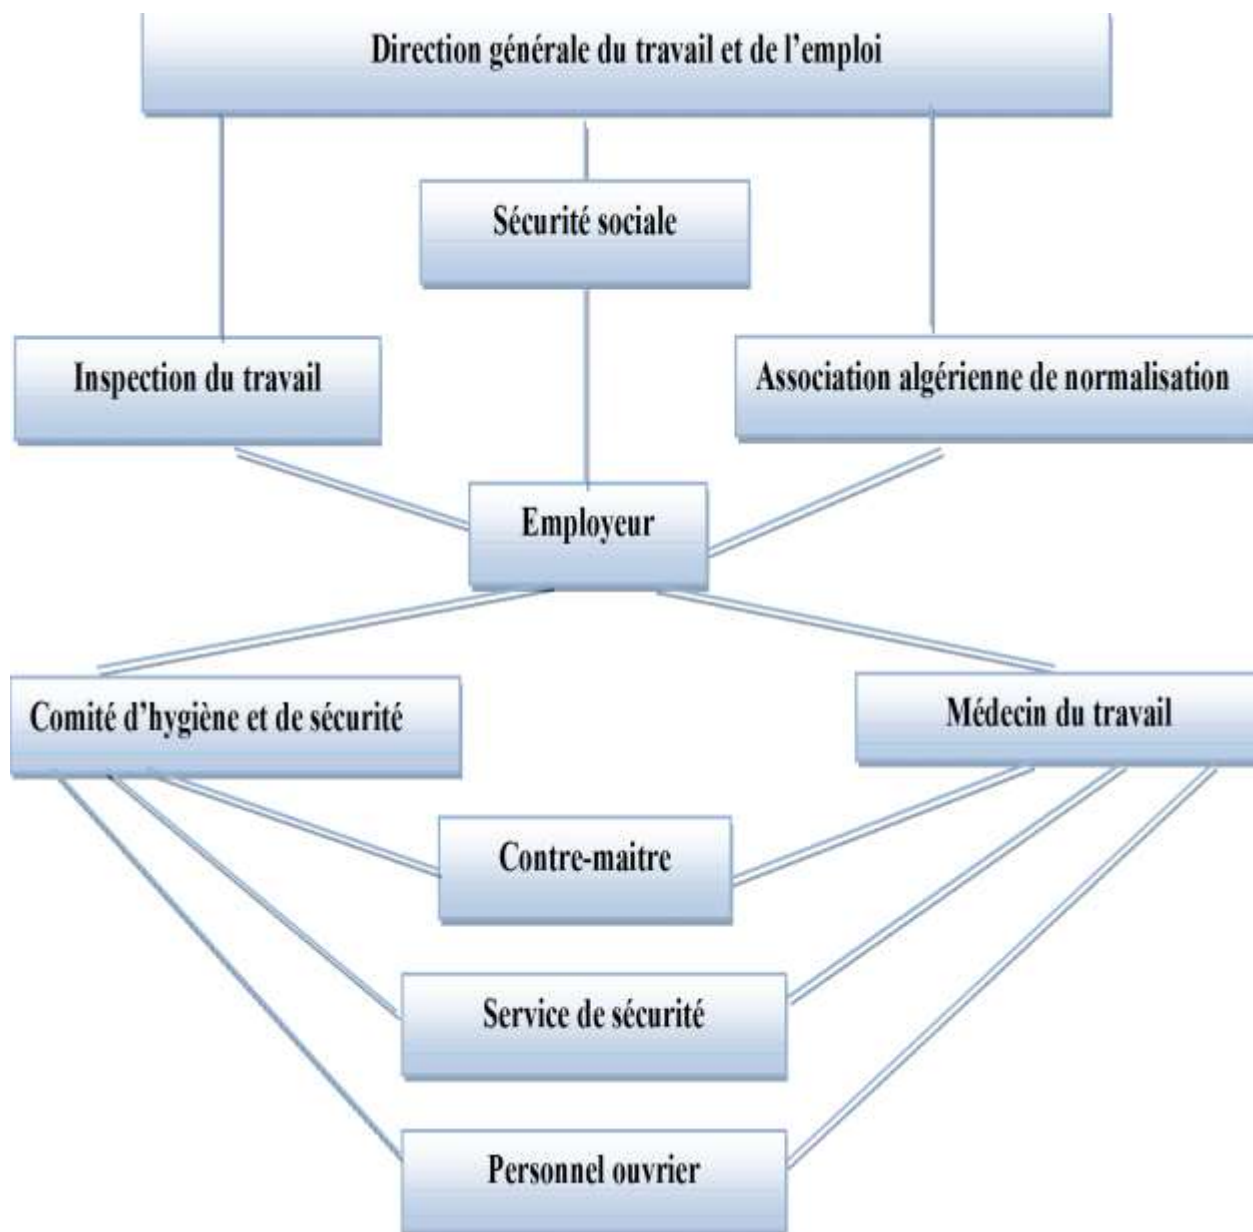 Direction générale du travail et de l’emploi
Sécurité sociale
Inspection du travail
Association algérienne de normalisation
Employeur
Comité d’hygiène et de sécurité
Médecin du travail
Contre-maitre
Service de sécurité
Personnel ouvrier